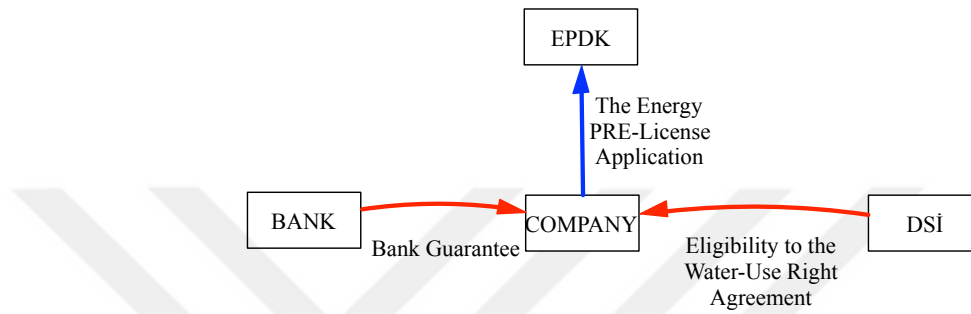 EPDK
The Energy
PRE-License
Application
BANK
Bank Guarantee
COMPANY
Eligibility to the
Water-Use Right
Agreement
DSİ